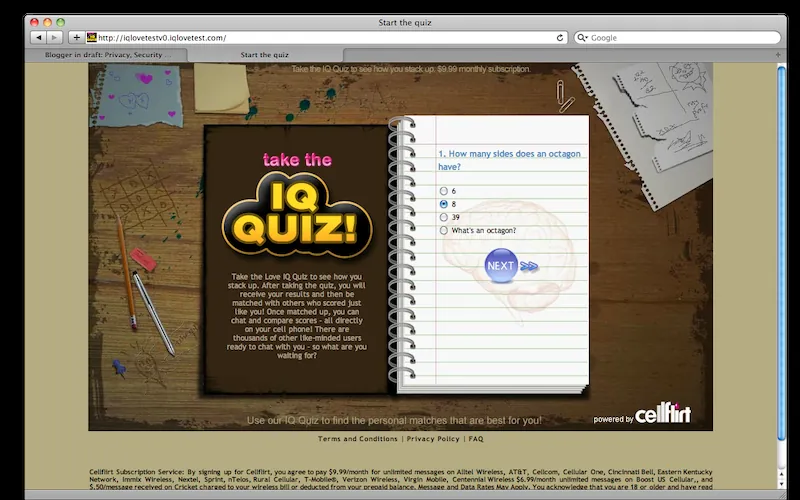 Start the quiz
http://iqlovetestv0.iqlovetest.com/
Google
Blogger in draft: Privacy, Security ...
Start the quiz
Take the IQ Quiz to see how you stack up. $9.99 monthly subscription.
take the
IQ
QUIZ!
Take the Love IQ Quiz to see how you
stack up. After taking the quiz, you will
receive your results and then be
matched with others who scored just
like you! Once matched up, you can
chat and compare scores - all directly
on your cell phone! There are
thousands of other like-minded users
ready to chat with you - so what are you
waiting for?
1. How many sides does an octagon
have?
6
8
39
What's an octagon?
NEXT
Use our IQ Quiz to find the personal matches that are best for you!
powered by cellflirt
Terms and Conditions | Privacy Policy | FAQ
Cellflirt Subscription Service: By signing up for Cellflirt, you agree to pay $9.99/month for unlimited messages on Alltel Wireless, AT&T, Cellcom, Cellular One, Cincinnati Bell, Eastern Kentucky
Network, Immix Wireless, Nextel, Sprint, nTelos, Rural Cellular, T-Mobile®, Verizon Wireless, Virgin Mobile, Centennial Wireless $6.99/month unlimited messages on Boost US Cellular,, and
$.50/message received on Cricket charged to your wireless bill or deducted from your prepaid balance. Message and Data Rates May Apply. You acknowledge that you are 18 or older and have read